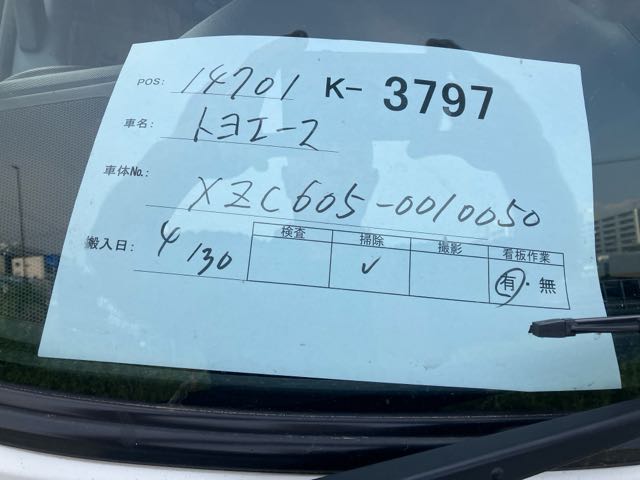 POS: 14701 K-3797
車名: トヨエース
車体No.: XZC605-0010050
搬入日: 4/30
検査 掃除 撮影 看板作業
✓ 有・無